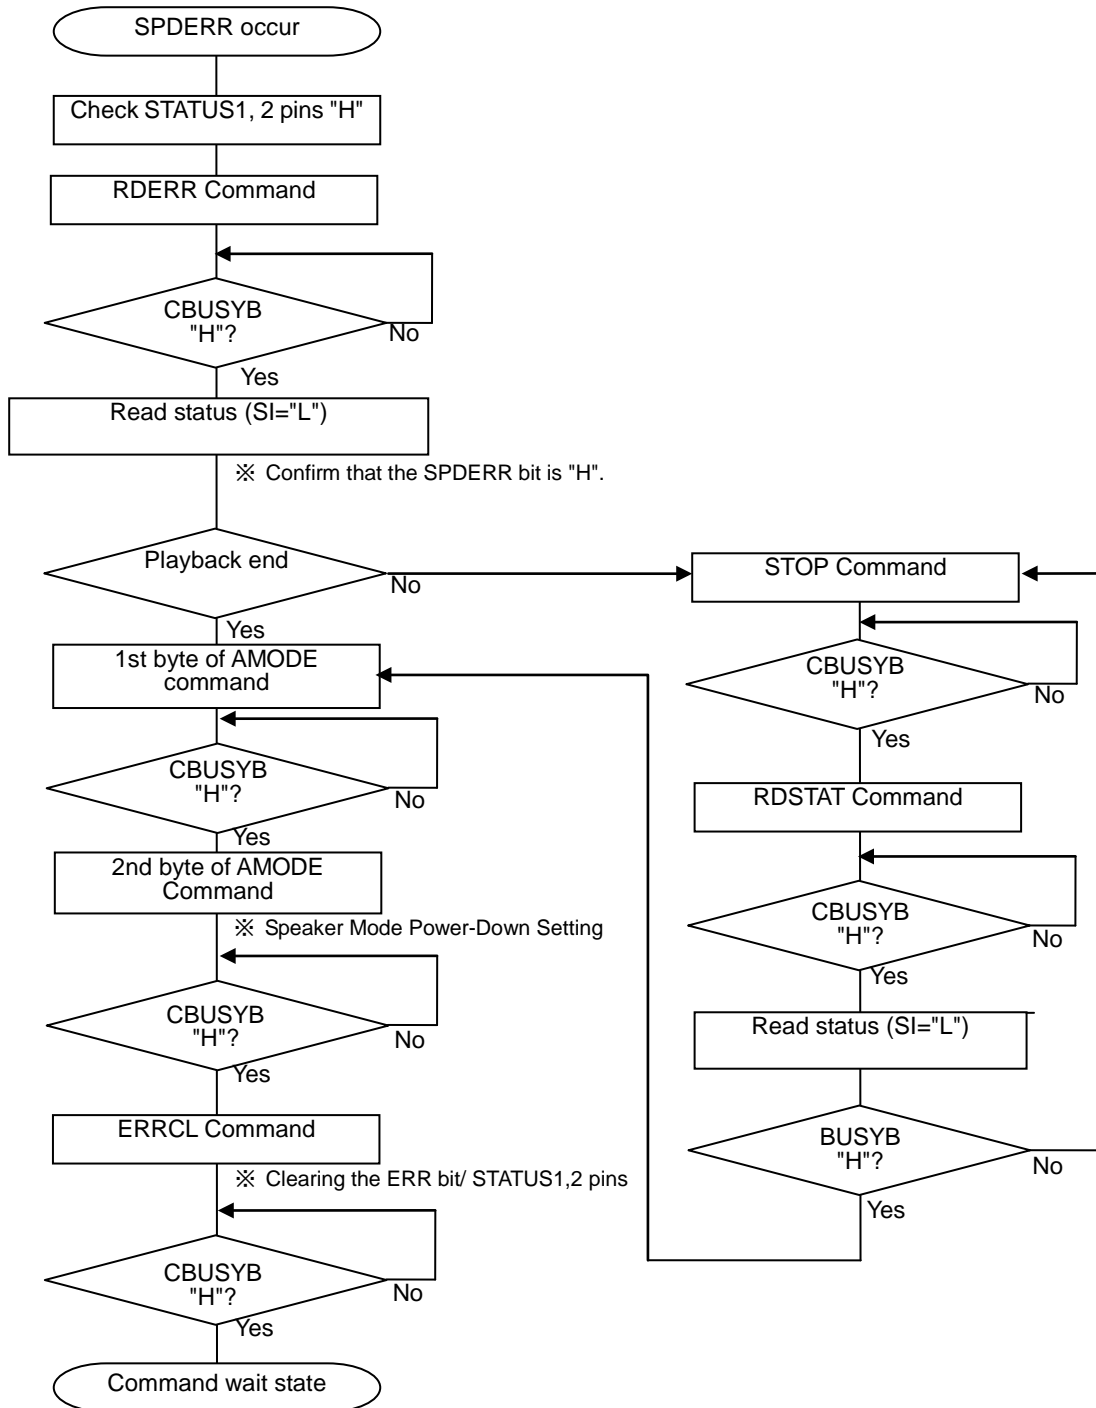 SPDERR occur
Check STATUS1, 2 pins "H"
RDERR Command
CBUSYB
"H"?
No
Yes
Read status (SI="L")
※ Confirm that the SPDERR bit is "H".
Playback end
No
Yes
1st byte of AMODE
command
CBUSYB
"H"?
No
Yes
2nd byte of AMODE
Command
※ Speaker Mode Power-Down Setting
CBUSYB
"H"?
No
Yes
ERRCL Command
※ Clearing the ERR bit/ STATUS1,2 pins
CBUSYB
"H"?
No
Yes
Command wait state
STOP Command
CBUSYB
"H"?
No
Yes
RDSTAT Command
CBUSYB
"H"?
No
Yes
Read status (SI="L")
BUSYB
"H"?
No
Yes